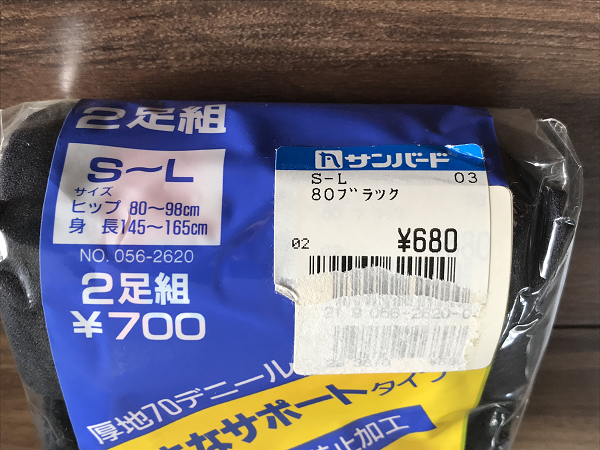 2足組
S〜L
サイズ
ヒップ 80〜98cm
身 長145〜165cm
NO. 056-2620
2足組
¥700
サンバード
S-L 03
80ブラック
02 ¥680
056-2620-0
厚地70デニール
なサポートタイプ
止加工